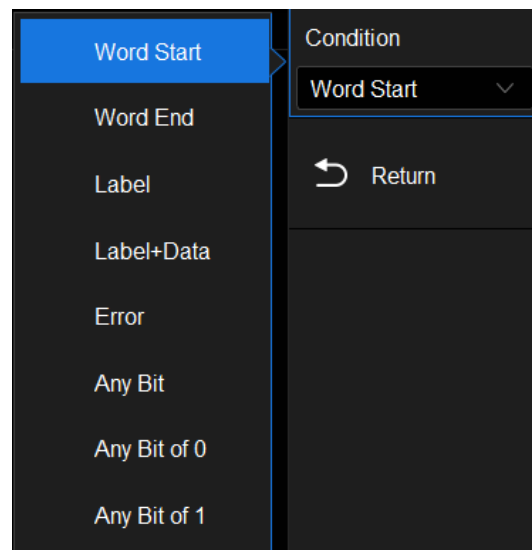 Word Start
Word End
Label
Label+Data
Error
Any Bit
Any Bit of 0
Any Bit of 1
Condition
Word Start
Return